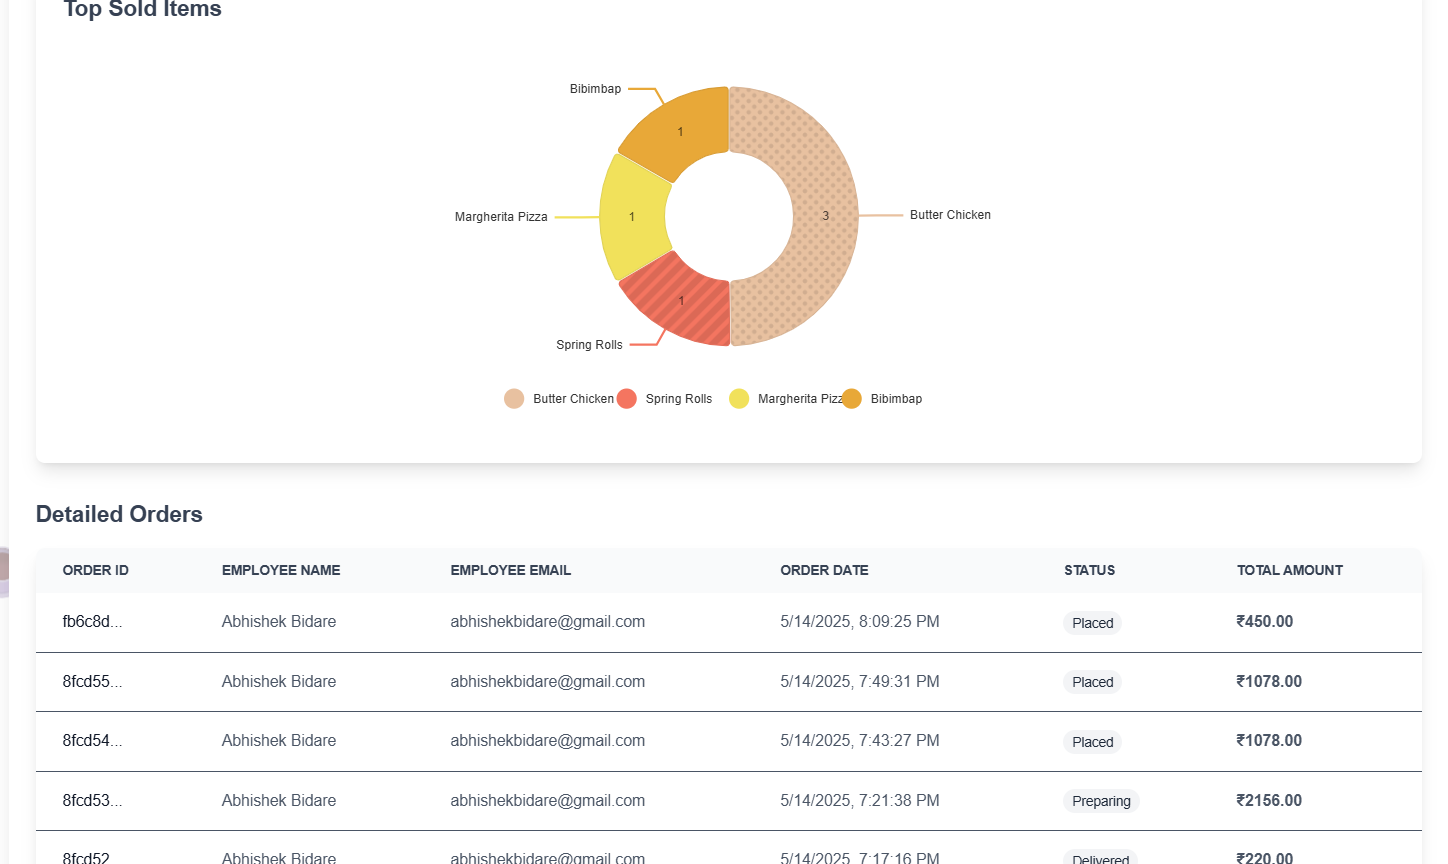 Top Sold Items
Bibimbap
1
Margherita Pizza
1
3
Butter Chicken
1
Spring Rolls
Butter Chicken Spring Rolls Margherita Pizz Bibimbap
Detailed Orders
ORDER ID EMPLOYEE NAME EMPLOYEE EMAIL ORDER DATE STATUS TOTAL AMOUNT
fb6c8d... Abhishek Bidare abhishekbidare@gmail.com 5/14/2025, 8:09:25 PM Placed ₹450.00
8fcd55... Abhishek Bidare abhishekbidare@gmail.com 5/14/2025, 7:49:31 PM Placed ₹1078.00
8fcd54... Abhishek Bidare abhishekbidare@gmail.com 5/14/2025, 7:43:27 PM Placed ₹1078.00
8fcd53... Abhishek Bidare abhishekbidare@gmail.com 5/14/2025, 7:21:38 PM Preparing ₹2156.00
8fcd52 Abhishek Bidare abhishekbidare@gmail.com 5/14/2025, 7:17:16 PM Delivered ₹220.00